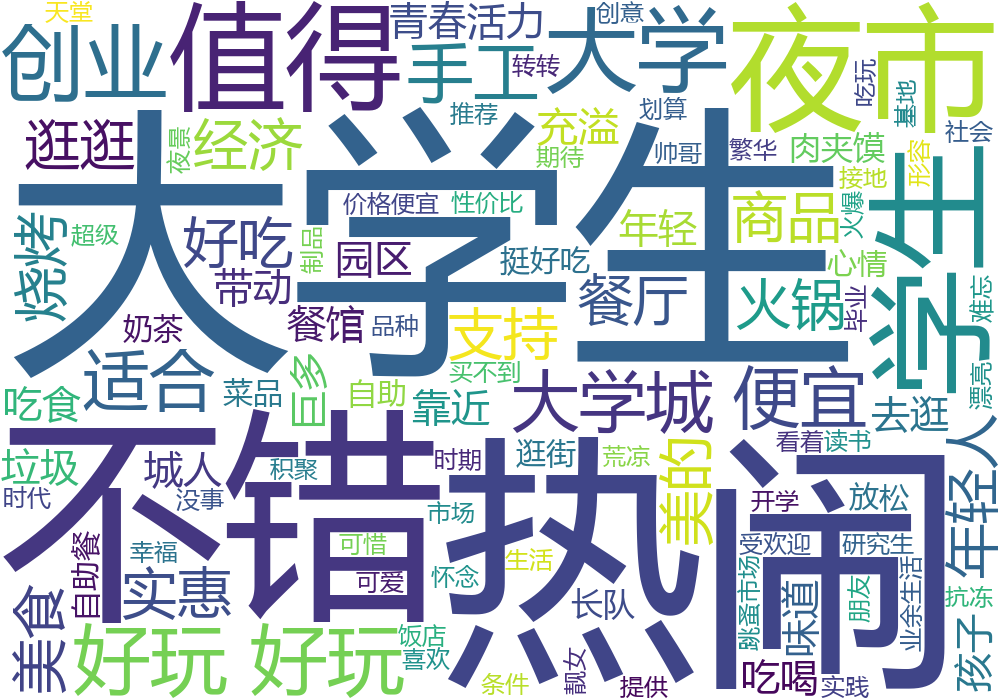 天堂
创业
值得
青春活力
手工
转转
创意
大学
夜市
吃玩
基地
社会
推荐
划算
逛逛
夜景
经济
充溢
期待
帅哥
繁华
肉夹馍
接地
形容
大学生
学生
价格便宜
性价比
年轻
商品
火爆
烧烤
超级
好吃
制品
园区
挺好吃
心情
带动
餐馆
品种
支持
餐厅
火锅
毕业
难忘
奶茶
适合
菜品
巨多
自助
买不到
靠近
大学城
便宜
去逛
漂亮
吃食
不错
热闹
垃圾
城人
积聚
时期
逛街
荒凉
美的
看着
读书
年轻人
时代
没事
市场
开学
放松
自助餐
幸福
可惜
生活
受欢迎
研究生
美食
实惠
可爱
怀念
长队
跳蚤市场
味道
朋友
业余生活
抗冻
孩子
好玩
好玩
饭店
喜欢
条件
靓女
提供
吃喝
实践